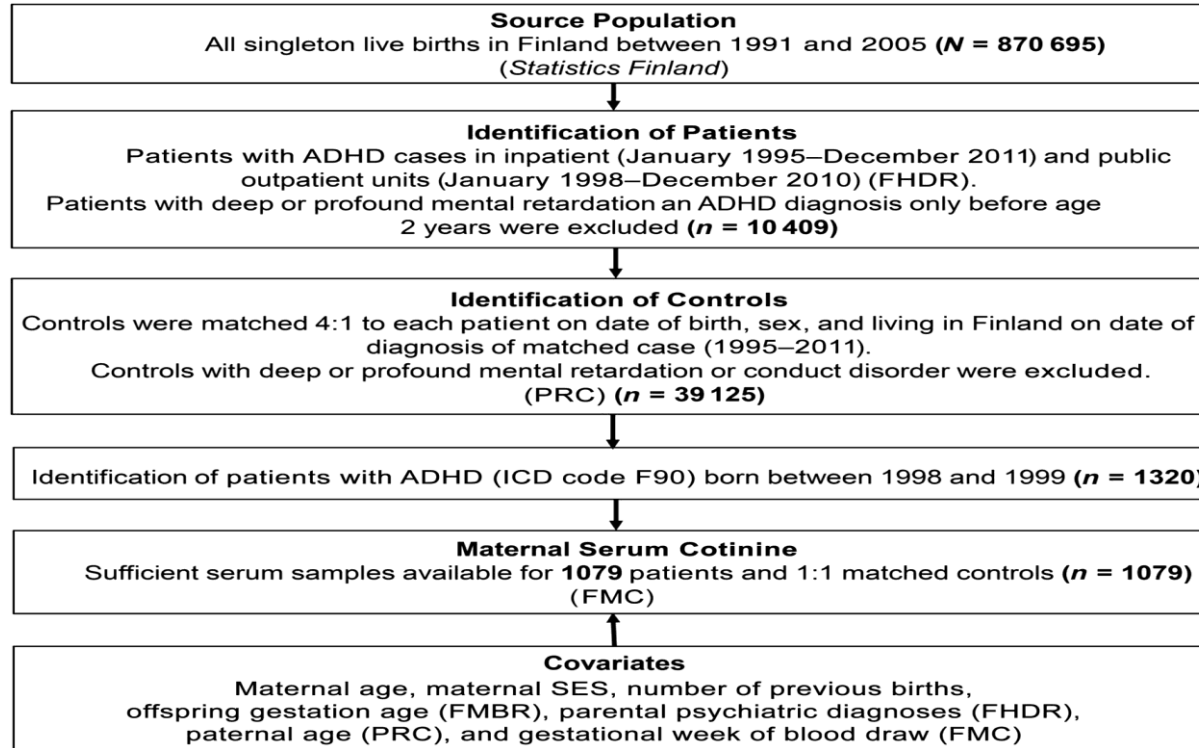 Source Population
All singleton live births in Finland between 1991 and 2005 (N = 870 695)
(Statistics Finland)
Identification of Patients
Patients with ADHD cases in inpatient (January 1995–December 2011) and public
outpatient units (January 1998–December 2010) (FHDR).
Patients with deep or profound mental retardation an ADHD diagnosis only before age
2 years were excluded (n = 10 409)
Identification of Controls
Controls were matched 4:1 to each patient on date of birth, sex, and living in Finland on date of
diagnosis of matched case (1995–2011).
Controls with deep or profound mental retardation or conduct disorder were excluded.
(PRC) (n = 39 125)
Identification of patients with ADHD (ICD code F90) born between 1998 and 1999 (n = 1320)
Maternal Serum Cotinine
Sufficient serum samples available for 1079 patients and 1:1 matched controls (n = 1079)
(FMC)
Covariates
Maternal age, maternal SES, number of previous births,
offspring gestation age (FMBR), parental psychiatric diagnoses (FHDR),
paternal age (PRC), and gestational week of blood draw (FMC)